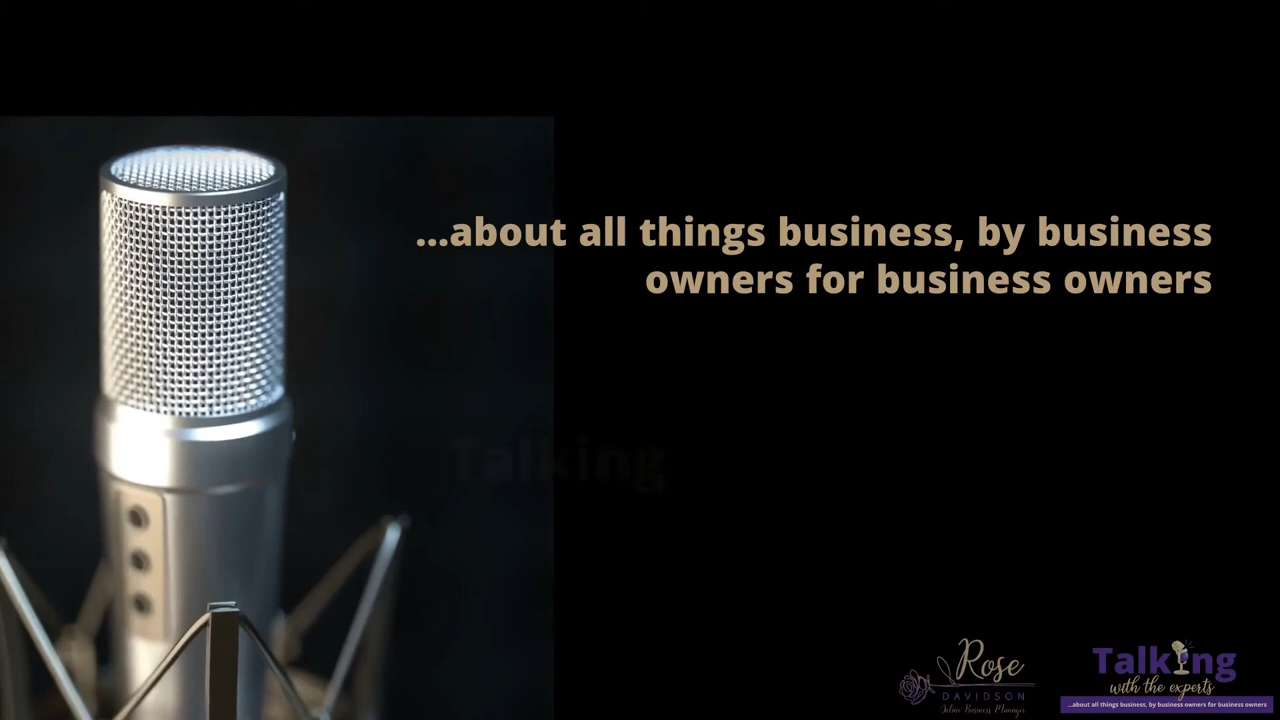 ...about all things business, by business
owners for business owners
Talking
Rose
DAVIDSON
Online Business Manager
Talking
with the experts
...about all things business, by business owners for business owners